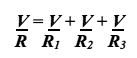 V/R = V/R₁ + V/R₂ + V/R₃